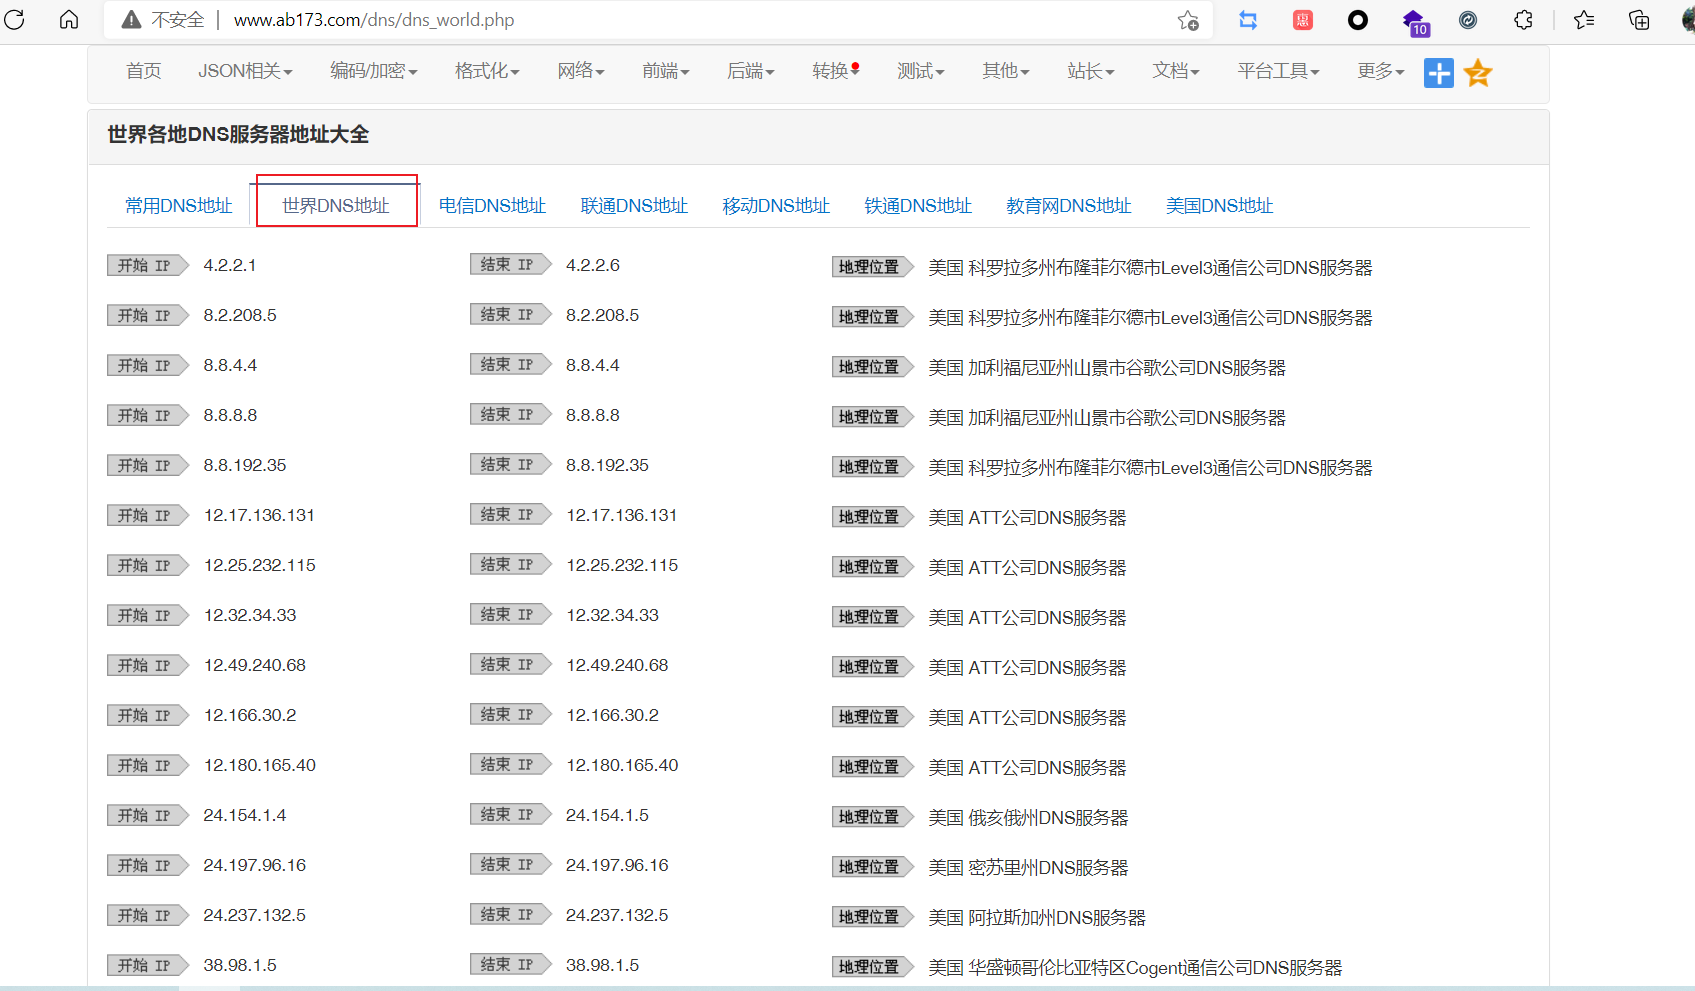 不安全 | www.ab173.com/dns/dns_world.php
惠
10
首页 JSON相关 编码/加密 格式化 网络 前端 后端 转换 测试 其他 站长 文档 平台工具 更多
世界各地DNS服务器地址大全
常用DNS地址 世界DNS地址 电信DNS地址 联通DNS地址 移动DNS地址 铁通DNS地址 教育网DNS地址 美国DNS地址
开始 IP 4.2.2.1 结束 IP 4.2.2.6 地理位置 美国 科罗拉多州布隆菲尔德市Level3通信公司DNS服务器
开始 IP 8.2.208.5 结束 IP 8.2.208.5 地理位置 美国 科罗拉多州布隆菲尔德市Level3通信公司DNS服务器
开始 IP 8.8.4.4 结束 IP 8.8.4.4 地理位置 美国 加利福尼亚州山景市谷歌公司DNS服务器
开始 IP 8.8.8.8 结束 IP 8.8.8.8 地理位置 美国 加利福尼亚州山景市谷歌公司DNS服务器
开始 IP 8.8.192.35 结束 IP 8.8.192.35 地理位置 美国 科罗拉多州布隆菲尔德市Level3通信公司DNS服务器
开始 IP 12.17.136.131 结束 IP 12.17.136.131 地理位置 美国 ATT公司DNS服务器
开始 IP 12.25.232.115 结束 IP 12.25.232.115 地理位置 美国 ATT公司DNS服务器
开始 IP 12.32.34.33 结束 IP 12.32.34.33 地理位置 美国 ATT公司DNS服务器
开始 IP 12.49.240.68 结束 IP 12.49.240.68 地理位置 美国 ATT公司DNS服务器
开始 IP 12.166.30.2 结束 IP 12.166.30.2 地理位置 美国 ATT公司DNS服务器
开始 IP 12.180.165.40 结束 IP 12.180.165.40 地理位置 美国 ATT公司DNS服务器
开始 IP 24.154.1.4 结束 IP 24.154.1.5 地理位置 美国 俄亥俄州DNS服务器
开始 IP 24.197.96.16 结束 IP 24.197.96.16 地理位置 美国 密苏里州DNS服务器
开始 IP 24.237.132.5 结束 IP 24.237.132.5 地理位置 美国 阿拉斯加州DNS服务器
开始 IP 38.98.1.5 结束 IP 38.98.1.5 地理位置 美国 华盛顿哥伦比亚特区Cogent通信公司DNS服务器